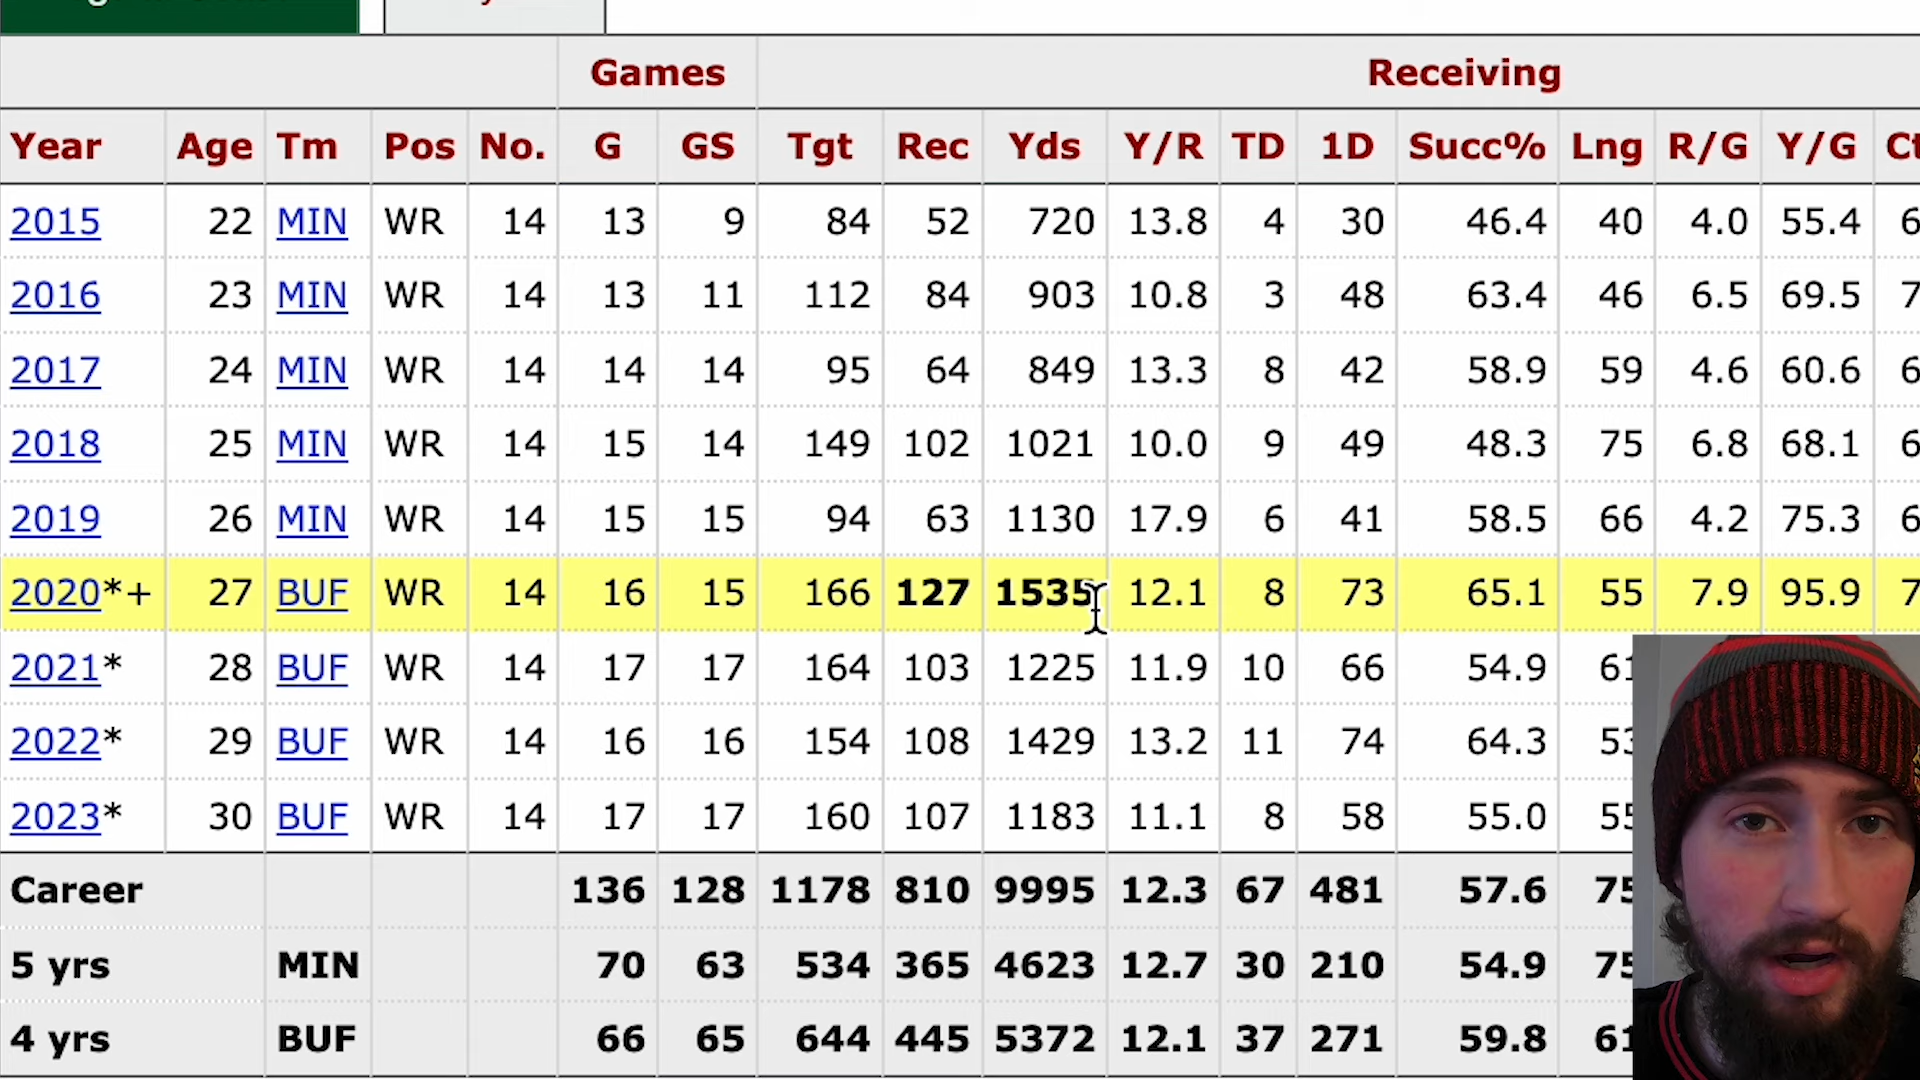 Games Receiving
Year Age Tm Pos No. G GS Tgt Rec Yds Y/R TD 1D Succ% Lng R/G Y/G
2015 22 MIN WR 14 13 9 84 52 720 13.8 4 30 46.4 40 4.0 55.4 6
2016 23 MIN WR 14 13 11 112 84 903 10.8 3 48 63.4 46 6.5 69.5 7
2017 24 MIN WR 14 14 14 95 64 849 13.3 8 42 58.9 59 4.6 60.6 6
2018 25 MIN WR 14 15 14 149 102 1021 10.0 9 49 48.3 75 6.8 68.1 6
2019 26 MIN WR 14 15 15 94 63 1130 17.9 6 41 58.5 66 4.2 75.3 6
2020*+ 27 BUF WR 14 16 15 166 127 1535 12.1 8 73 65.1 55 7.9 95.9 7
2021* 28 BUF WR 14 17 17 164 103 1225 11.9 10 66 54.9 61
2022* 29 BUF WR 14 16 16 154 108 1429 13.2 11 74 64.3 53
2023* 30 BUF WR 14 17 17 160 107 1183 11.1 8 58 55.0 55
Career 136 128 1178 810 9995 12.3 67 481 57.6 75
5 yrs MIN 70 63 534 365 4623 12.7 30 210 54.9 75
4 yrs BUF 66 65 644 445 5372 12.1 37 271 59.8 61